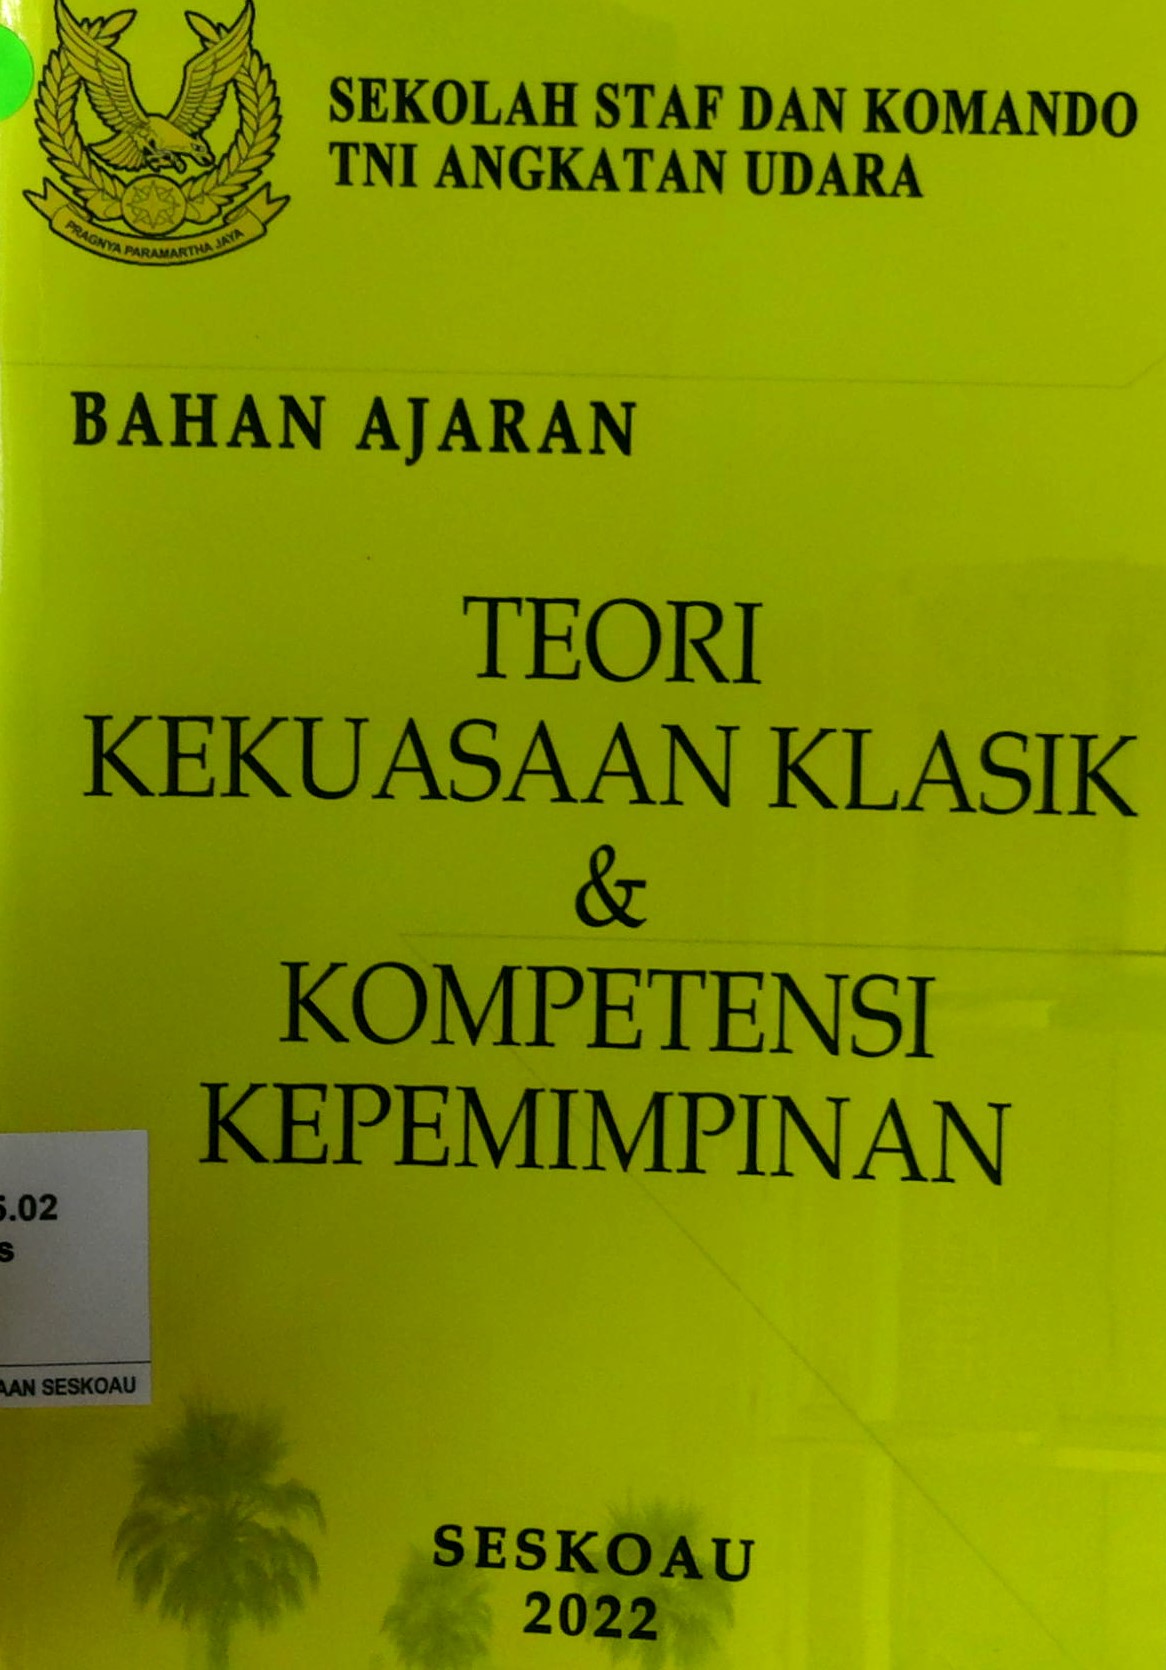 SEKOLAH STAF DAN KOMANDO
TNI ANGKATAN UDARA
PRAGNYA PARAMARTHA JAYA
BAHAN AJARAN
TEORI
KEKUASAAN KLASIK
&
KOMPETENSI
KEPEMIMPINAN
5.02
s
AAN SESKOAU
SESKOAU
2022